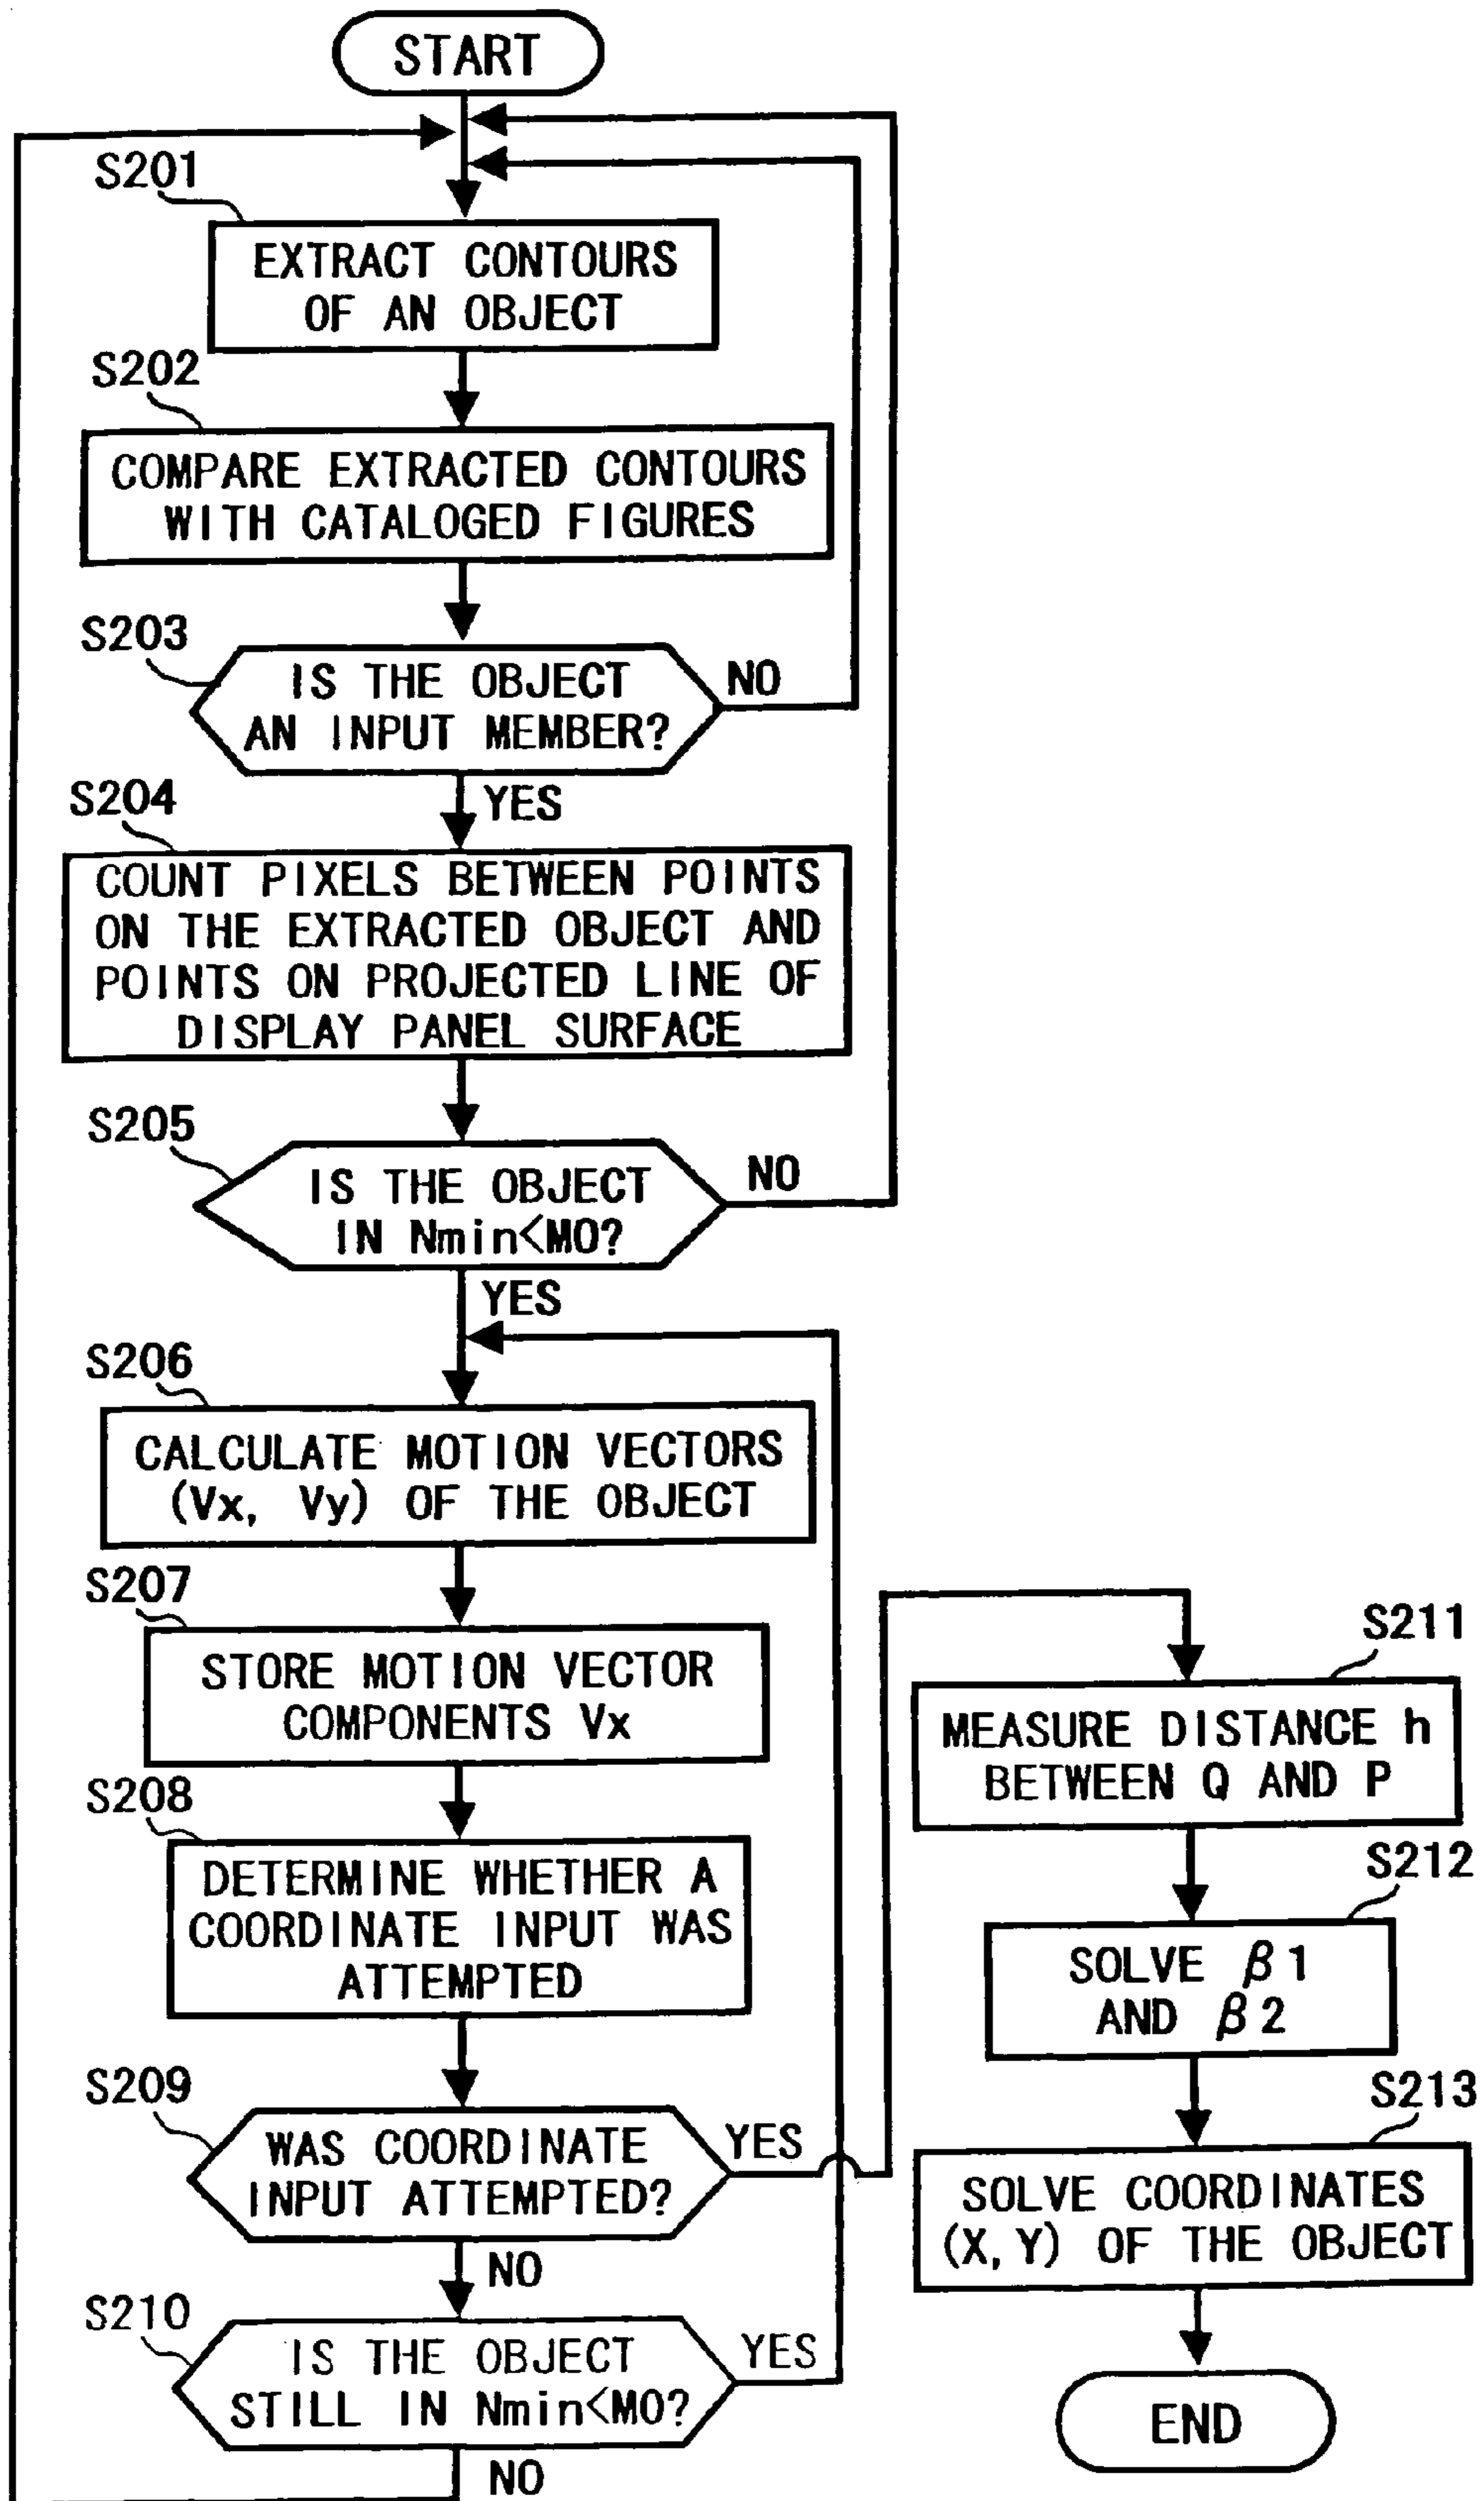 START
S201
EXTRACT CONTOURS
OF AN OBJECT
S202
COMPARE EXTRACTED CONTOURS
WITH CATALOGED FIGURES
S203
IS THE OBJECT
AN INPUT MEMBER?
NO
YES
S204
COUNT PIXELS BETWEEN POINTS
ON THE EXTRACTED OBJECT AND
POINTS ON PROJECTED LINE OF
DISPLAY PANEL SURFACE
S205
IS THE OBJECT
IN Nmin<M0?
NO
YES
S206
CALCULATE MOTION VECTORS
(Vx, Vy) OF THE OBJECT
S207
STORE MOTION VECTOR
COMPONENTS Vx
S208
DETERMINE WHETHER A
COORDINATE INPUT WAS
ATTEMPTED
S209
WAS COORDINATE
INPUT ATTEMPTED?
YES
NO
S210
IS THE OBJECT
STILL IN Nmin<M0?
YES
NO
S211
MEASURE DISTANCE h
BETWEEN Q AND P
S212
SOLVE β1
AND β2
S213
SOLVE COORDINATES
(X, Y) OF THE OBJECT
END